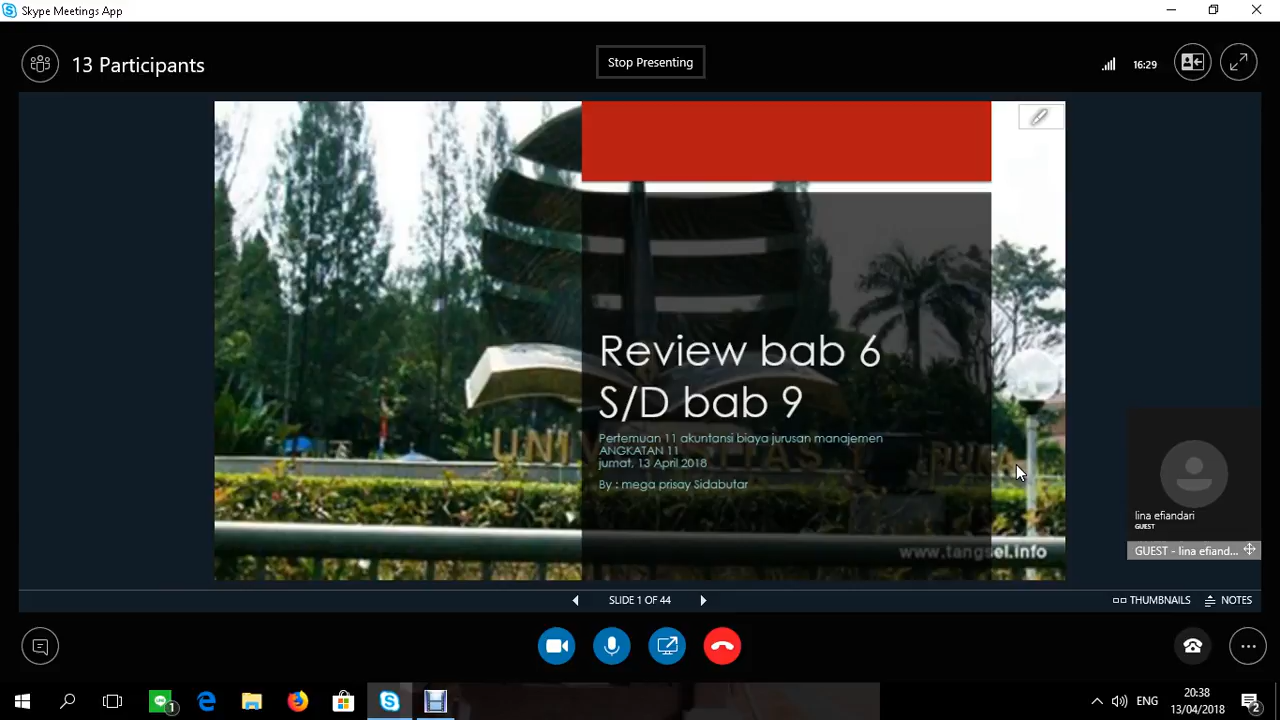 Skype Meetings App
13 Participants
Stop Presenting
16:29
Review bab 6
S/D bab 9
Pertemuan 11 akuntansi biaya jurusan manajemen
ANGKATAN 11
jumat, 13 April 2018
By : mega prisay Sidabutar
www.tangsel.info
lina efiandari
GUEST
GUEST - lina efiand...
SLIDE 1 OF 44
THUMBNAILS
NOTES
1
ENG
20:38
13/04/2018
2